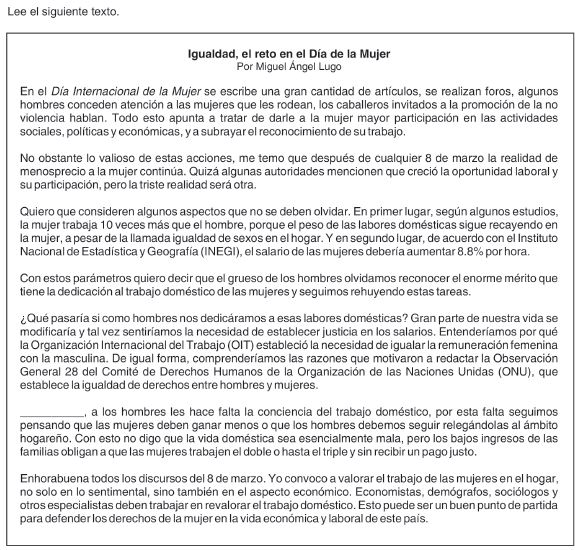 Lee el siguiente texto.
Igualdad, el reto en el Día de la Mujer
Por Miguel Ángel Lugo
En el Día Internacional de la Mujer se escribe una gran cantidad de artículos, se realizan foros, algunos
hombres conceden atención a las mujeres que les rodean, los caballeros invitados a la promoción de la no
violencia hablan. Todo esto apunta a tratar de darle a la mujer mayor participación en las actividades
sociales, políticas y económicas, y a subrayar el reconocimiento de su trabajo.
No obstante lo valioso de estas acciones, me temo que después de cualquier 8 de marzo la realidad de
menosprecio a la mujer continúa. Quizá algunas autoridades mencionen que creció la oportunidad laboral y
su participación, pero la triste realidad será otra.
Quiero que consideren algunos aspectos que no se deben olvidar. En primer lugar, según algunos estudios,
la mujer trabaja 10 veces más que el hombre, porque el peso de las labores domésticas sigue recayendo en
la mujer, a pesar de la llamada igualdad de sexos en el hogar. Y en segundo lugar, de acuerdo con el Instituto
Nacional de Estadística y Geografía (INEGI), el salario de las mujeres debería aumentar 8.8% por hora.
Con estos parámetros quiero decir que el grueso de los hombres olvidamos reconocer el enorme mérito que
tiene la dedicación al trabajo doméstico de las mujeres y seguimos rehuyendo estas tareas.
¿Qué pasaría si como hombres nos dedicáramos a esas labores domésticas? Gran parte de nuestra vida se
modificaría y tal vez sentiríamos la necesidad de establecer justicia en los salarios. Entenderíamos por qué
la Organización Internacional del Trabajo (OIT) estableció la necesidad de igualar la remuneración femenina
con la masculina. De igual forma, comprenderíamos las razones que motivaron a redactar la Observación
General 28 del Comité de Derechos Humanos de la Organización de las Naciones Unidas (ONU), que
establece la igualdad de derechos entre hombres y mujeres.
___________, a los hombres les hace falta la conciencia del trabajo doméstico, por esta falta seguimos
pensando que las mujeres deben ganar menos o que los hombres debemos seguir relegándolas al ámbito
hogareño. Con esto no digo que la vida doméstica sea esencialmente mala, pero los bajos ingresos de las
familias obligan a que las mujeres trabajen el doble o hasta el triple y sin recibir un pago justo.
Enhorabuena todos los discursos del 8 de marzo. Yo convoco a valorar el trabajo de las mujeres en el hogar,
no solo en lo sentimental, sino también en el aspecto económico. Economistas, demógrafos, sociólogos y
otros especialistas deben trabajar en revalorar el trabajo doméstico. Esto puede ser un buen punto de partida
para defender los derechos de la mujer en la vida económica y laboral de este país.